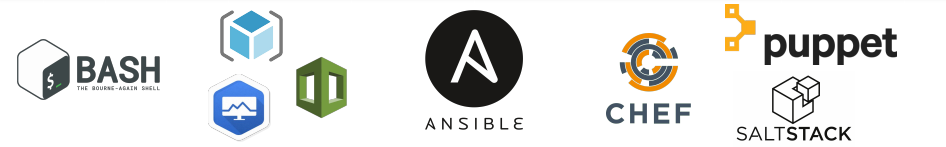 $_
BASH
THE BOURNE-AGAIN SHELL
A
ANSIBLE
CHEF
puppet
SALTSTACK